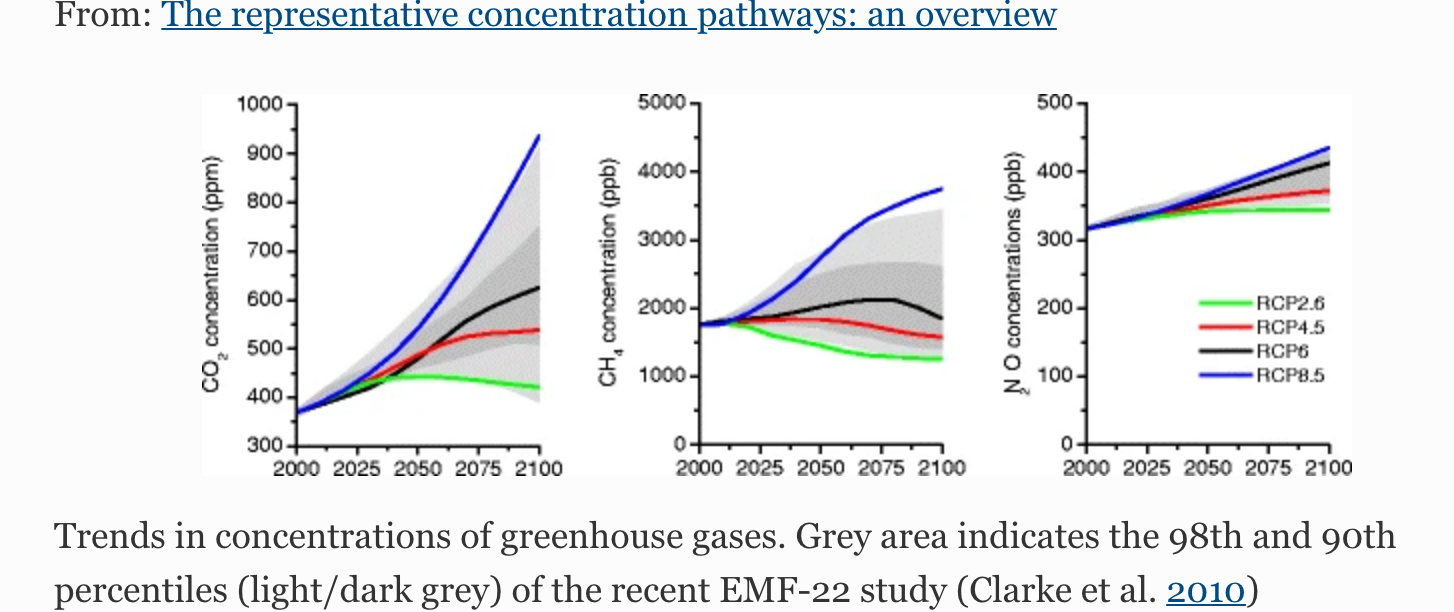 From: The representative concentration pathways: an overview
1000
900
800
700
600
500
400
300
CO2 concentration (ppm)
2000 2025 2050 2075 2100
5000
4000
3000
2000
1000
0
CH4 concentration (ppb)
2000 2025 2050 2075 2100
500
400
300
200
100
0
N2O concentrations (ppb)
2000 2025 2050 2075 2100
RCP2.6
RCP4.5
RCP6
RCP8.5
Trends in concentrations of greenhouse gases. Grey area indicates the 98th and 90th
percentiles (light/dark grey) of the recent EMF-22 study (Clarke et al. 2010)